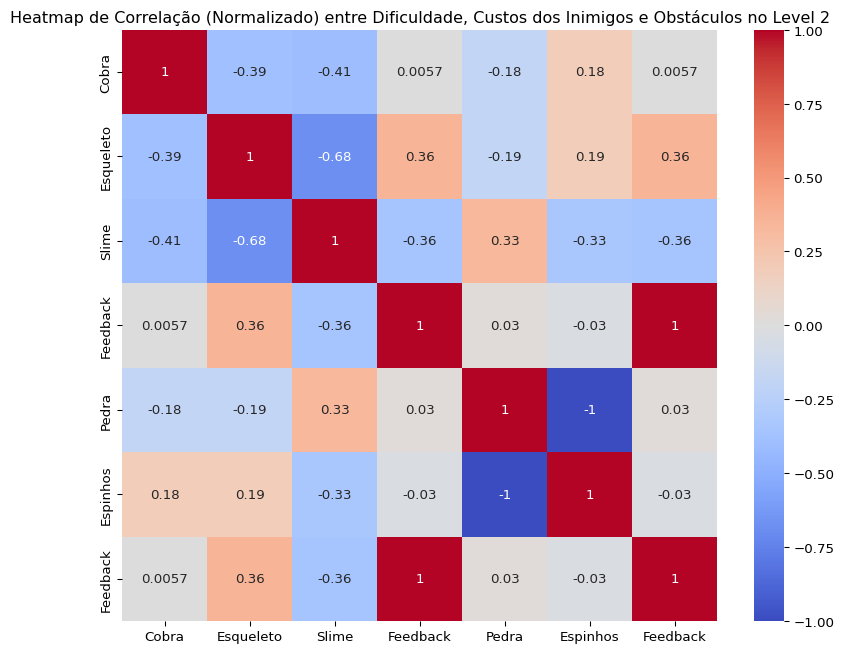 Heatmap de Correlação (Normalizado) entre Dificuldade, Custos dos Inimigos e Obstáculos no Level 2
Cobra 1 -0.39 -0.41 0.0057 -0.18 0.18 0.0057
Esqueleto -0.39 1 -0.68 0.36 -0.19 0.19 0.36
Slime -0.41 -0.68 1 -0.36 0.33 -0.33 -0.36
Feedback 0.0057 0.36 -0.36 1 0.03 -0.03 1
Pedra -0.18 -0.19 0.33 0.03 1 -1 0.03
Espinhos 0.18 0.19 -0.33 -0.03 -1 1 -0.03
Feedback 0.0057 0.36 -0.36 1 0.03 -0.03 1
Cobra Esqueleto Slime Feedback Pedra Espinhos Feedback
1.00
0.75
0.50
0.25
0.00
−0.25
−0.50
−0.75
−1.00